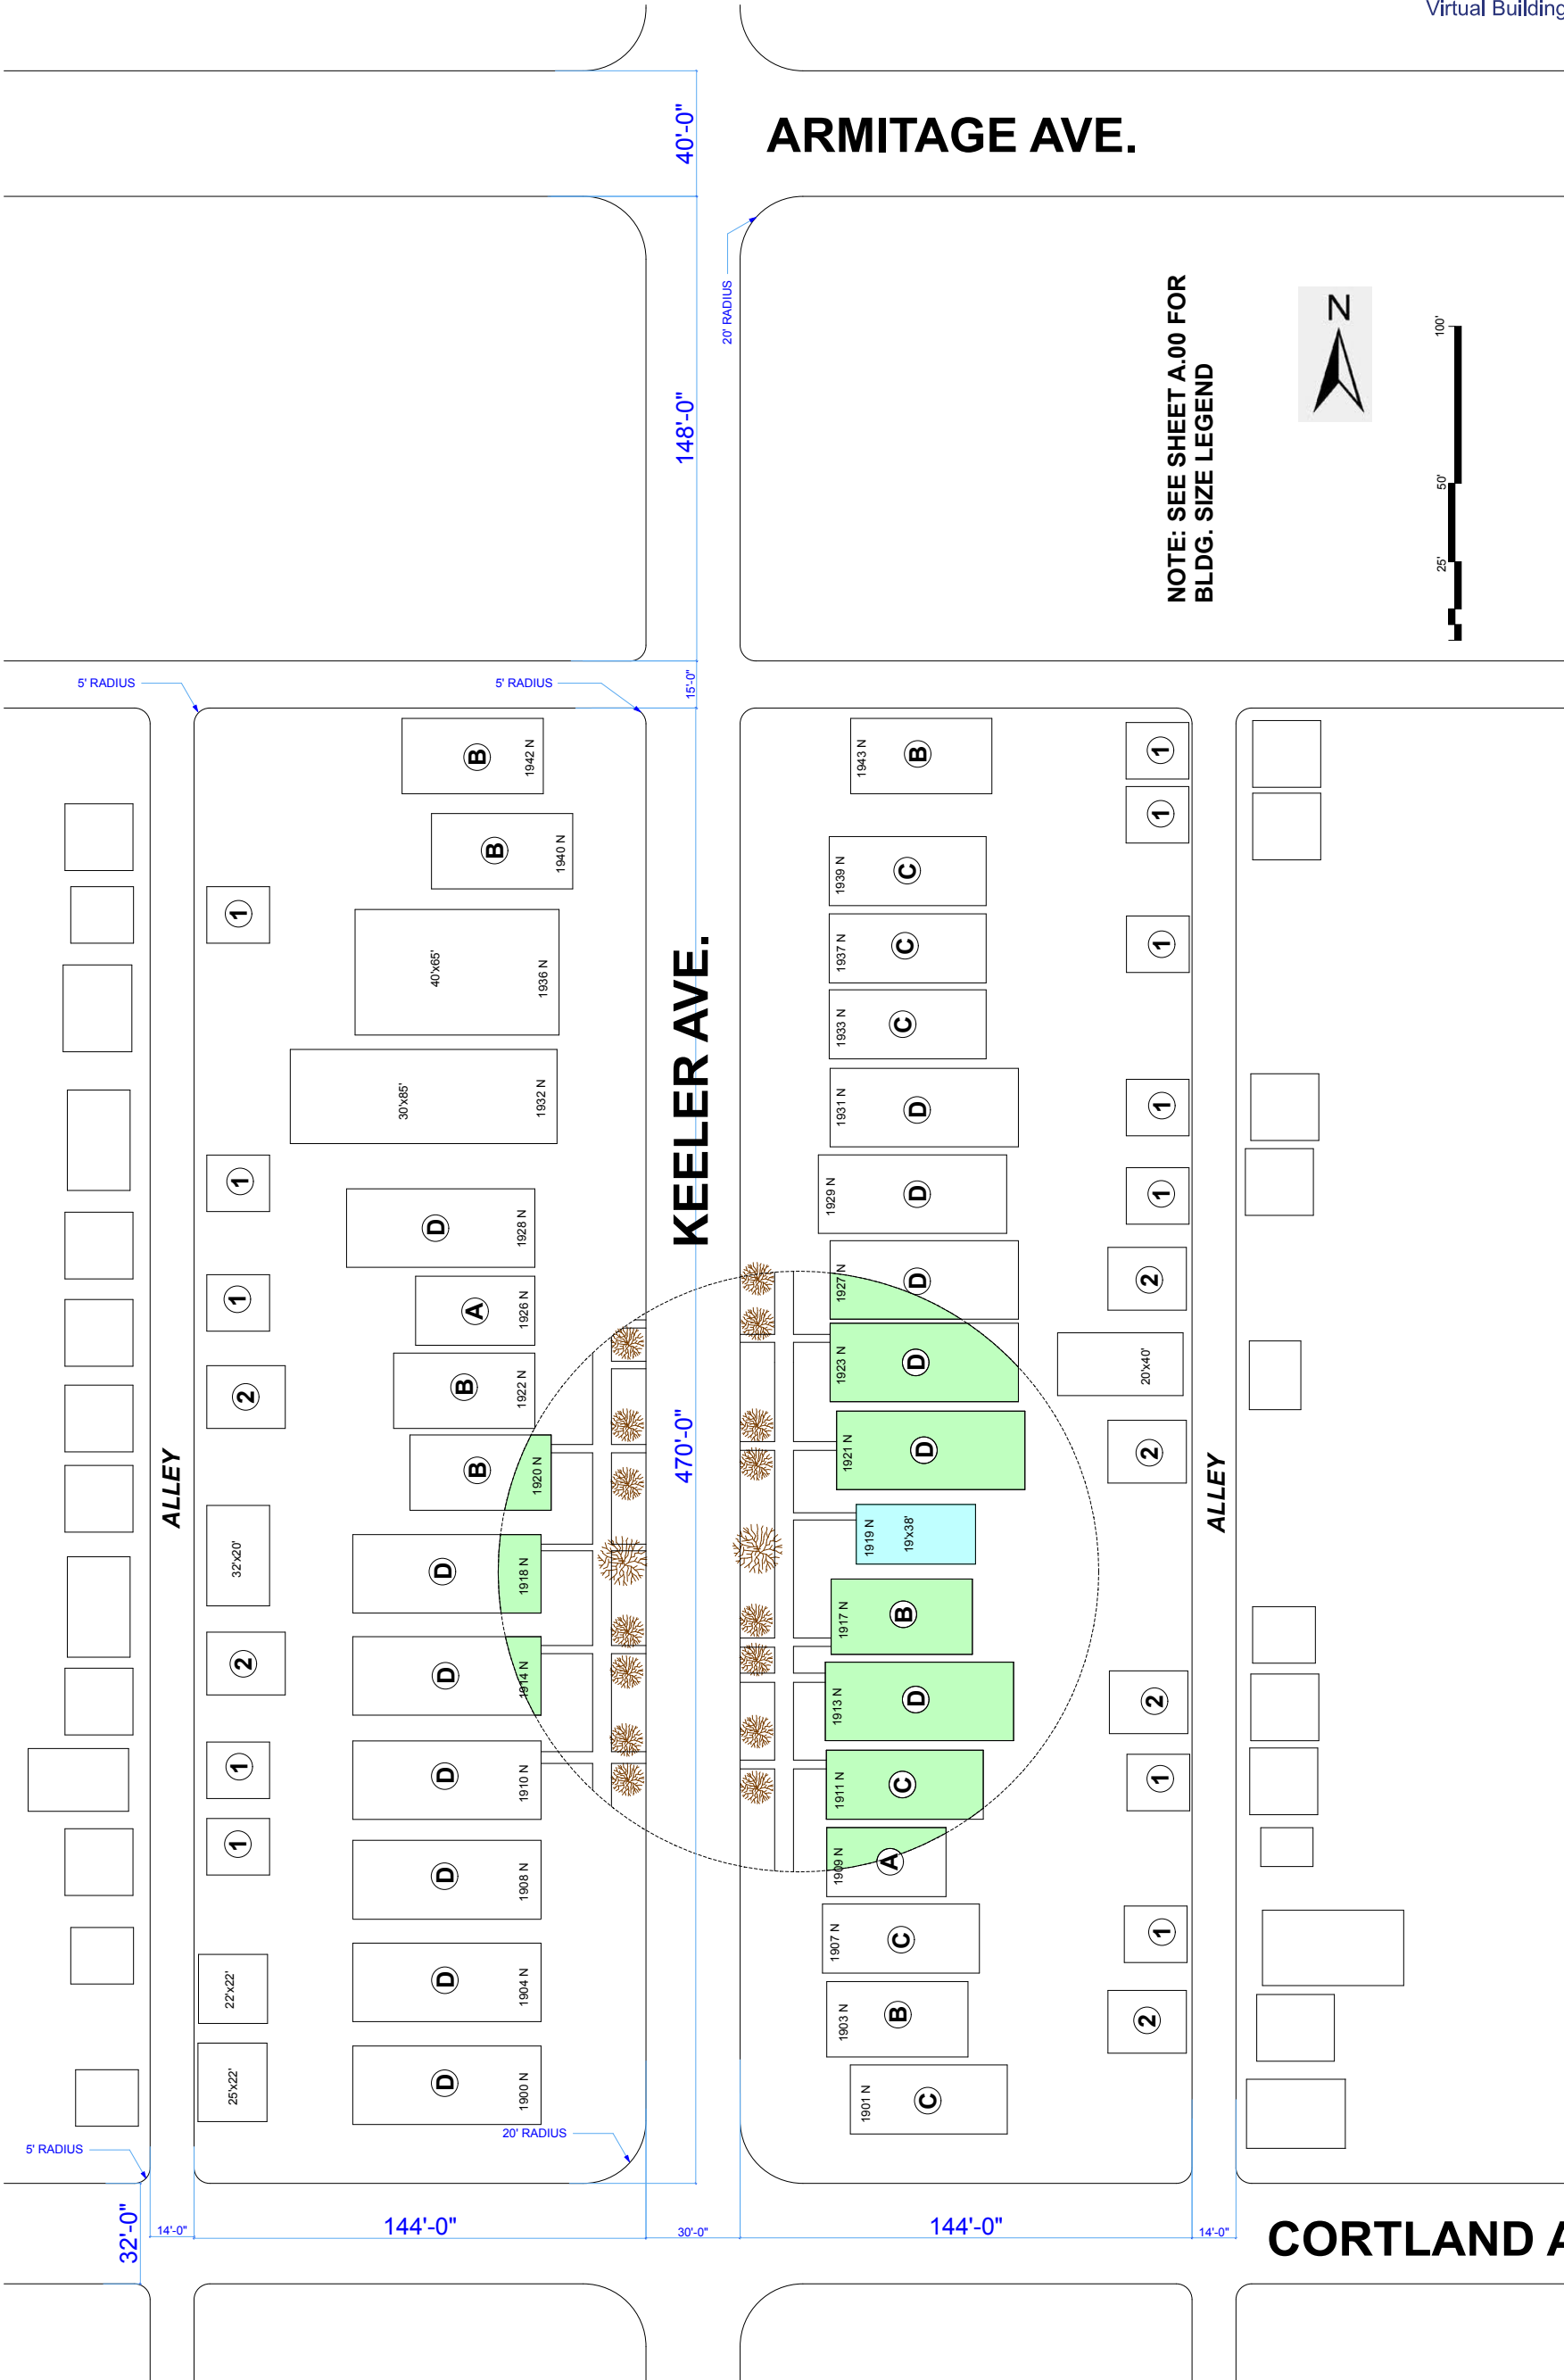 Virtual Building
ARMITAGE AVE.
40'-0"
20' RADIUS
148'-0"
NOTE: SEE SHEET A.00 FOR
BLDG. SIZE LEGEND
N
100'
50'
25'
5' RADIUS
5' RADIUS
15'-0"
B
1942 N
1943 N
B
1
1
B
1940 N
1939 N
C
1
40'x65'
1936 N
KEELER AVE.
1937 N
C
1
1933 N
C
30'x85'
1932 N
1931 N
D
1
1
D
1928 N
1929 N
D
1
1
A
1926 N
1927 N
D
2
2
B
1922 N
1923 N
D
20'x40'
ALLEY
B
1920 N
470'-0"
1921 N
D
2
ALLEY
32'x20'
D
1918 N
1919 N
19'x38'
2
D
1914 N
1917 N
B
1913 N
D
2
1
D
1910 N
1911 N
C
1
1
D
1908 N
1909 N
A
1907 N
C
1
22'x22'
D
1904 N
1903 N
B
2
25'x22'
D
1900 N
1901 N
C
5' RADIUS
20' RADIUS
32'-0"
14'-0"
144'-0"
30'-0"
144'-0"
14'-0"
CORTLAND A